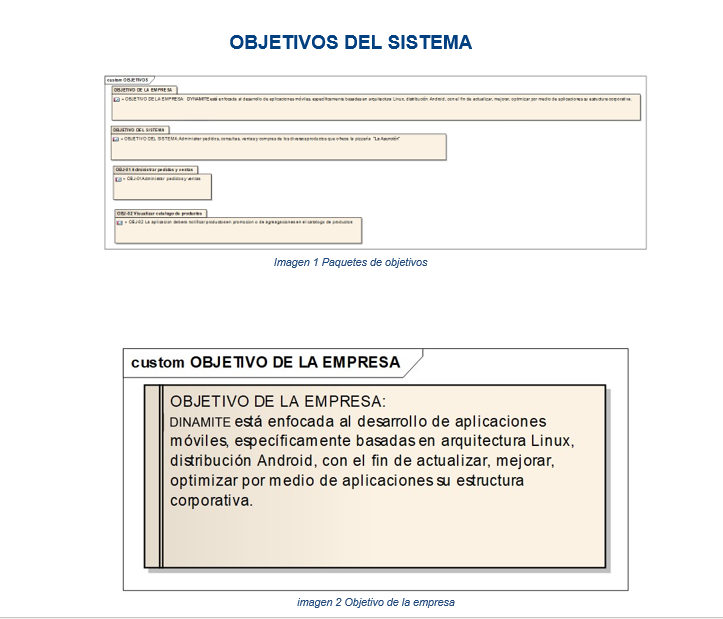 OBJETIVOS DEL SISTEMA
custom OBJETIVOS
OBJETIVO DE LA EMPRESA
+ OBJETIVO DE LA EMPRESA: DYNAMITE está enfocada al desarrollo de aplicaciones móviles, específicamente basadas en arquitectura Linux, distribución Android, con el fin de actualizar, mejorar, optimizar por medio de aplicaciones su estructura corporativa.
OBJETIVO DEL SISTEMA
+ OBJETIVO DEL SISTEMA: Administrar pedidos, consultas, ventas y compras de los diversos productos que ofrece la pizzería "La Asunción"
OBJ-01 Administrar pedidos y ventas
+ OBJ-01 Administrar pedidos y ventas
OBJ-02 Visualizar catalogo de productos
+ OBJ-02 La aplicación deberá notificar productos en promoción o de agregaciones en el catalogo de productos
Imagen 1 Paquetes de objetivos
custom OBJETIVO DE LA EMPRESA
OBJETIVO DE LA EMPRESA:
DINAMITE está enfocada al desarrollo de aplicaciones
móviles, específicamente basadas en arquitectura Linux,
distribución Android, con el fin de actualizar, mejorar,
optimizar por medio de aplicaciones su estructura
corporativa.
imagen 2 Objetivo de la empresa